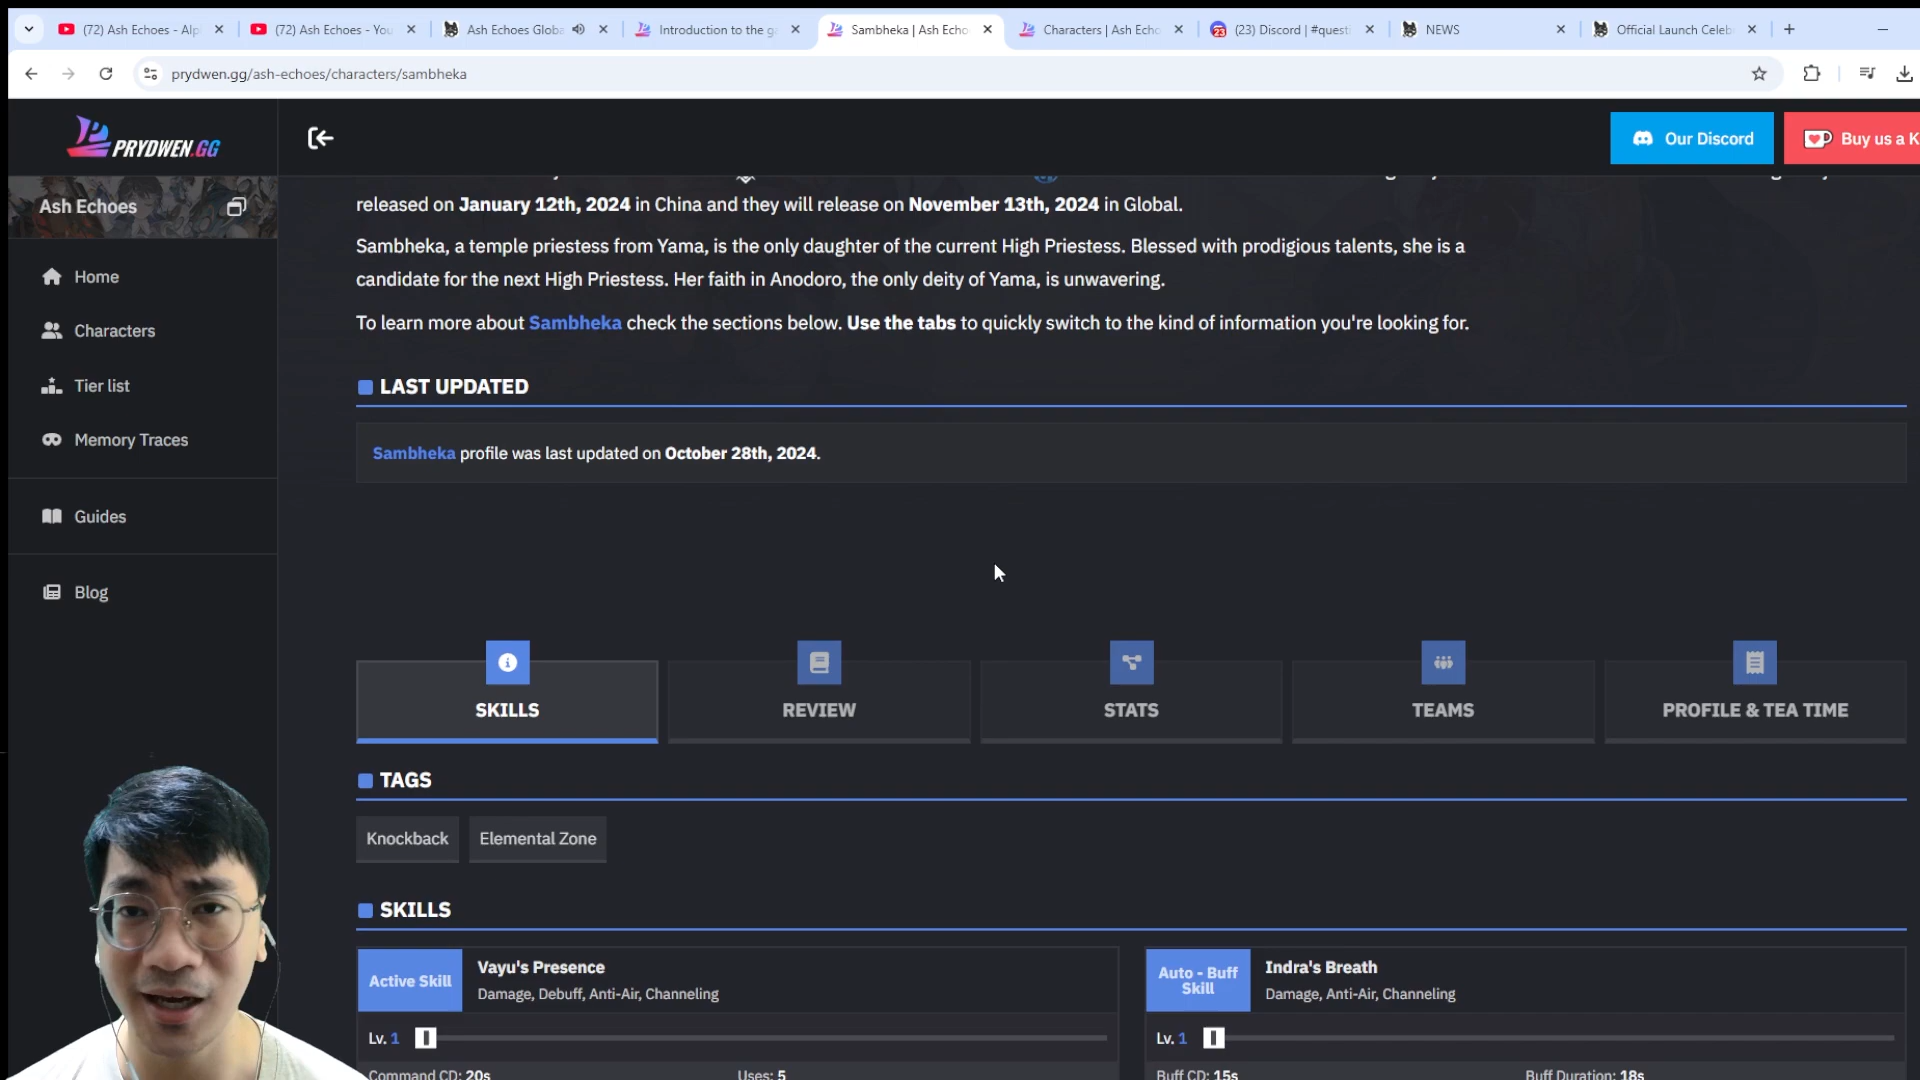 (72) Ash Echoes - Alp
(72) Ash Echoes - You
Ash Echoes Globa
Introduction to the g
Sambheka | Ash Echo
Characters | Ash Echo
(23) Discord | #questi
NEWS
Official Launch Celeb
prydwen.gg/ash-echoes/characters/sambheka
PRYDWEN.GG
Our Discord
Buy us a K
Ash Echoes
Home
Characters
Tier list
Memory Traces
Guides
Blog
released on January 12th, 2024 in China and they will release on November 13th, 2024 in Global.
Sambheka, a temple priestess from Yama, is the only daughter of the current High Priestess. Blessed with prodigious talents, she is a
candidate for the next High Priestess. Her faith in Anodoro, the only deity of Yama, is unwavering.
To learn more about Sambheka check the sections below. Use the tabs to quickly switch to the kind of information you're looking for.
LAST UPDATED
Sambheka profile was last updated on October 28th, 2024.
SKILLS
REVIEW
STATS
TEAMS
PROFILE & TEA TIME
TAGS
Knockback
Elemental Zone
SKILLS
Active Skill
Vayu's Presence
Damage, Debuff, Anti-Air, Channeling
Lv. 1
Command CD: 20s
Uses: 5
Auto - Buff
Skill
Indra's Breath
Damage, Anti-Air, Channeling
Lv. 1
Buff CD: 15s
Buff Duration: 18s